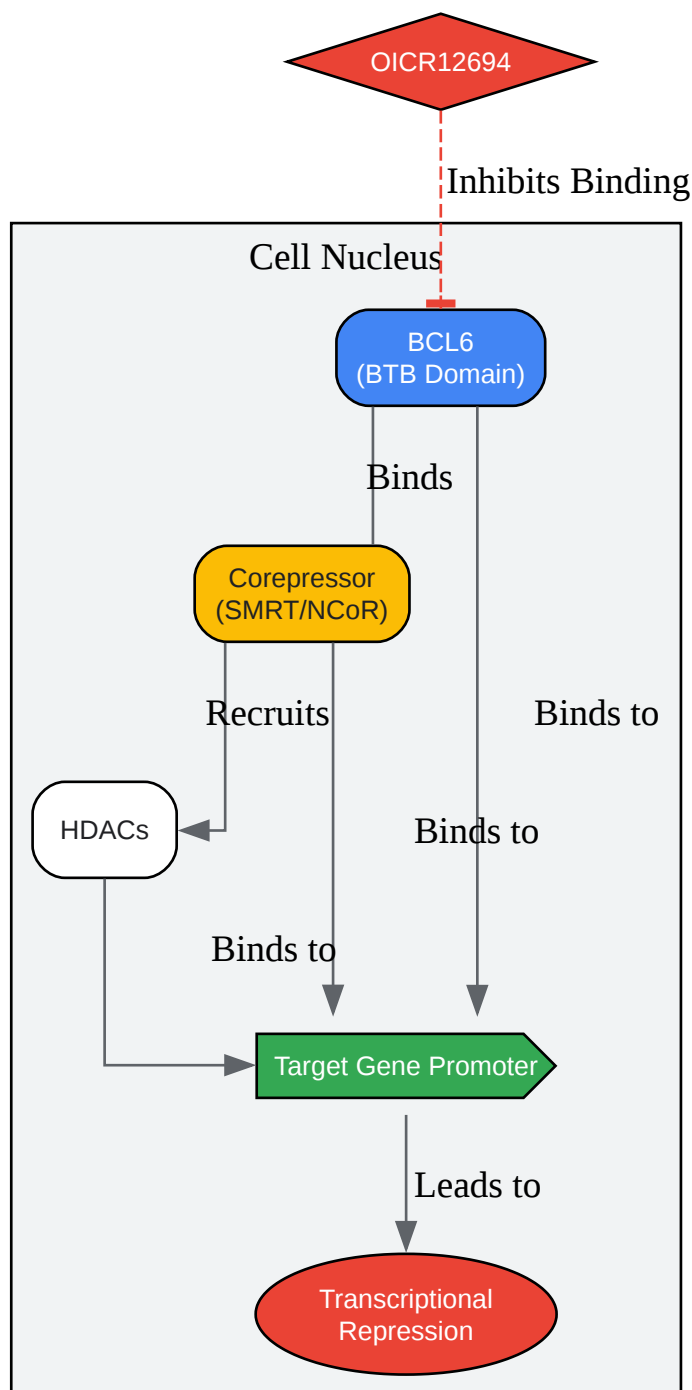 OICR12694
Inhibits Binding
Cell Nucleus
BCL6
(BTB Domain)
Binds
Corepressor
(SMRT/NCoR)
Recruits
Binds to
HDACs
Binds to
Binds to
Target Gene Promoter
Leads to
Transcriptional
Repression